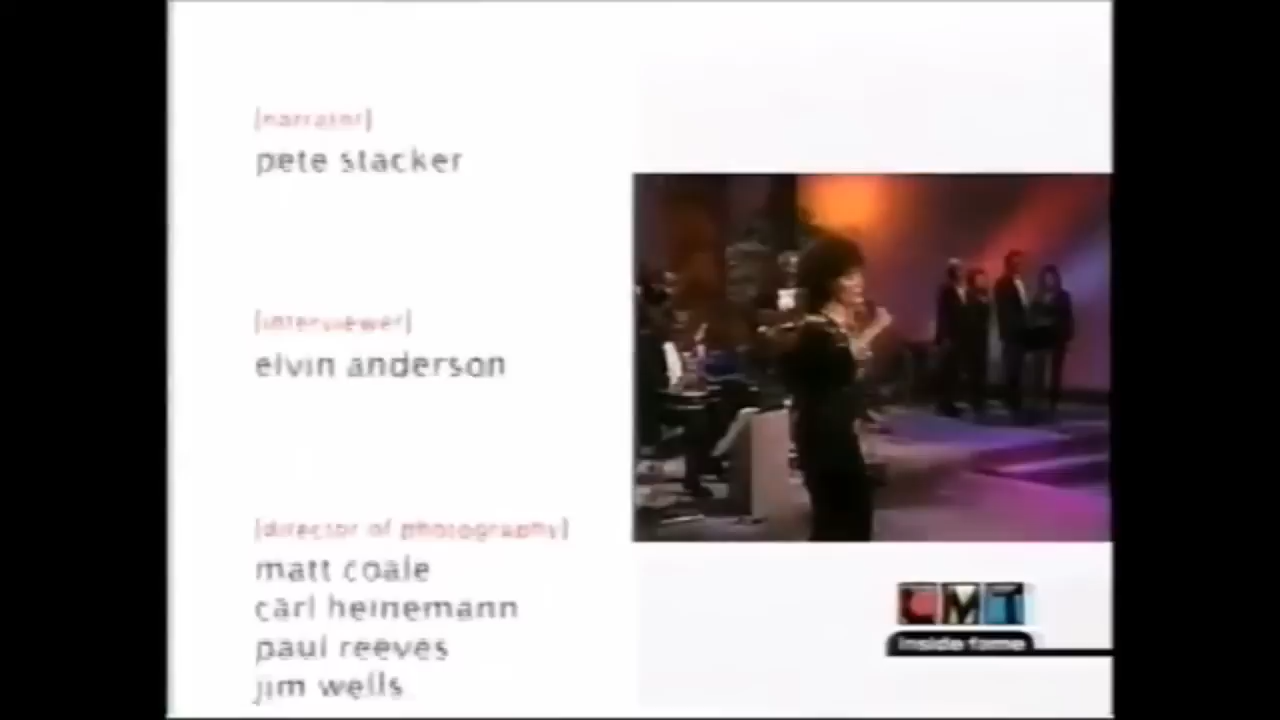 [narrator]
pete stacker
[interviewer]
elvin anderson
[director of photography]
matt coale
carl heinemann
paul reeves
jim wells
CMT
inside fame